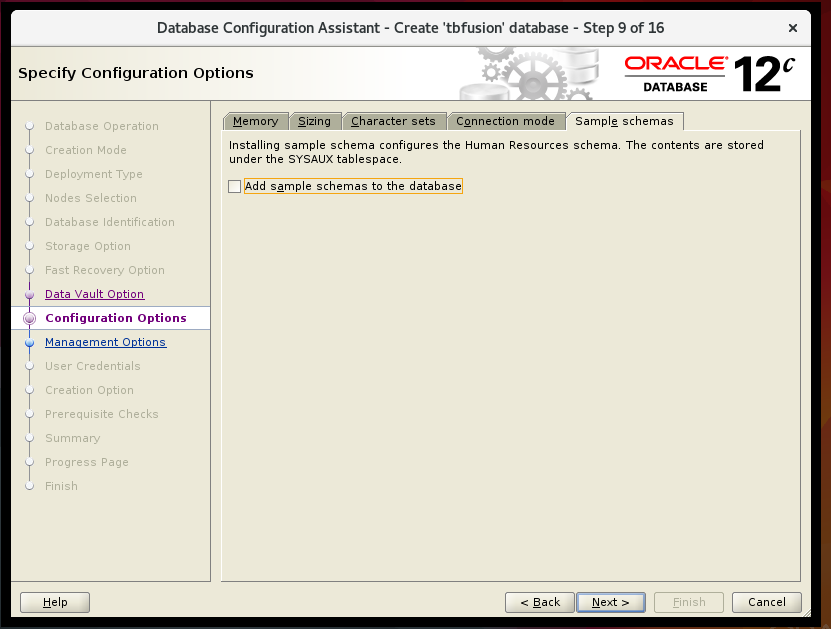 Database Configuration Assistant - Create 'tbfusion' database - Step 9 of 16
×
Specify Configuration Options
ORACLE®
DATABASE
12c
Database Operation
Creation Mode
Deployment Type
Nodes Selection
Database Identification
Storage Option
Fast Recovery Option
Data Vault Option
Configuration Options
Management Options
User Credentials
Creation Option
Prerequisite Checks
Summary
Progress Page
Finish
Memory
Sizing
Character sets
Connection mode
Sample schemas
Installing sample schema configures the Human Resources schema. The contents are stored
under the SYSAUX tablespace.
Add sample schemas to the database
Help
< Back
Next >
Finish
Cancel